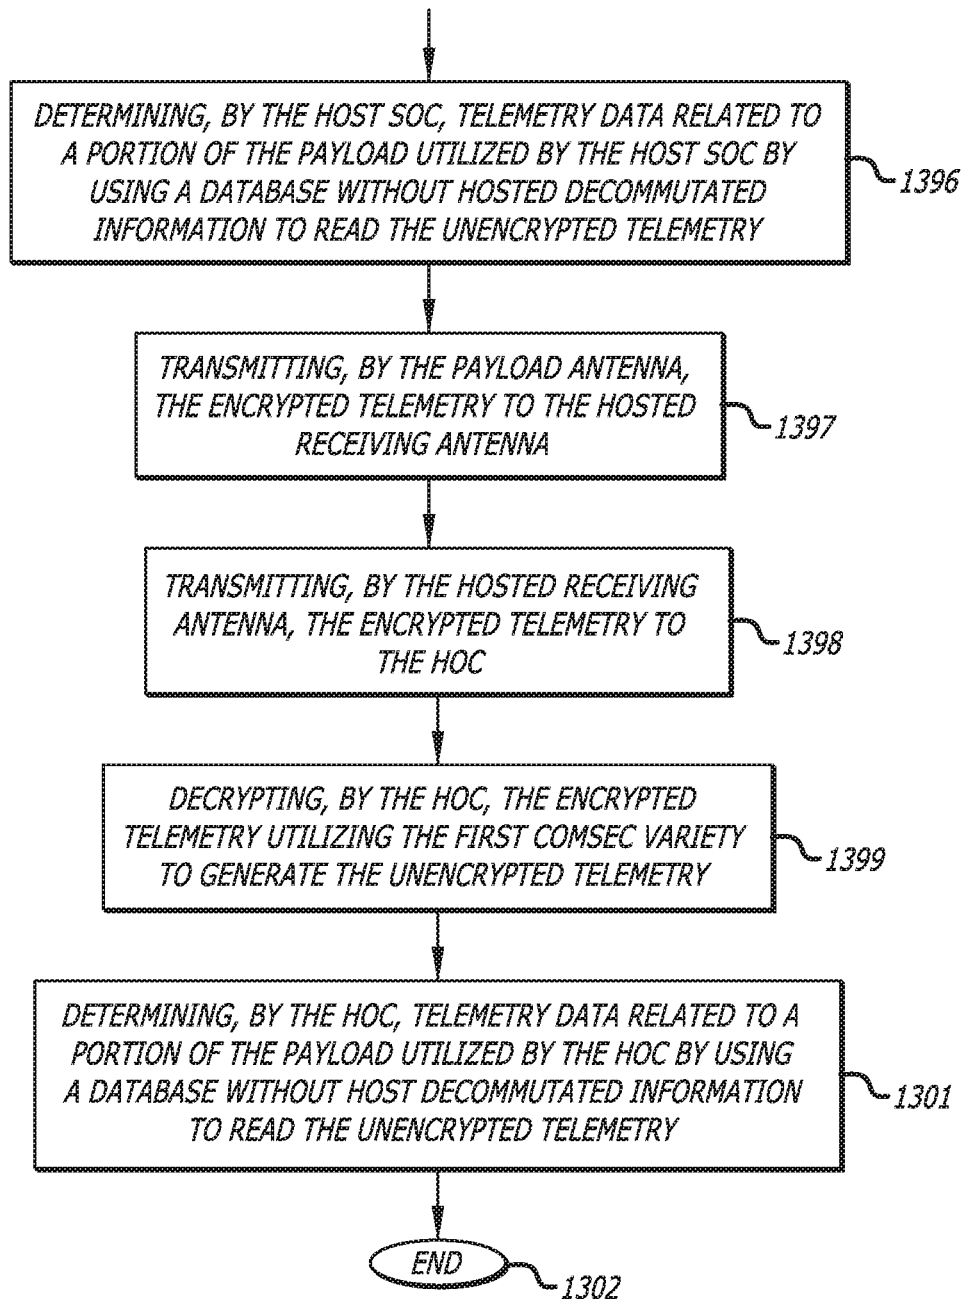 DETERMINING, BY THE HOST SOC, TELEMETRY DATA RELATED TO
A PORTION OF THE PAYLOAD UTILIZED BY THE HOST SOC BY
USING A DATABASE WITHOUT HOSTED DECOMMUTATED
INFORMATION TO READ THE UNENCRYPTED TELEMETRY
1396
TRANSMITTING, BY THE PAYLOAD ANTENNA,
THE ENCRYPTED TELEMETRY TO THE HOSTED
RECEIVING ANTENNA
1397
TRANSMITTING, BY THE HOSTED RECEIVING
ANTENNA, THE ENCRYPTED TELEMETRY TO
THE HOC
1398
DECRYPTING, BY THE HOC, THE ENCRYPTED
TELEMETRY UTILIZING THE FIRST COMSEC VARIETY
TO GENERATE THE UNENCRYPTED TELEMETRY
1399
DETERMINING, BY THE HOC, TELEMETRY DATA RELATED TO A
PORTION OF THE PAYLOAD UTILIZED BY THE HOC BY USING
A DATABASE WITHOUT HOST DECOMMUTATED INFORMATION
TO READ THE UNENCRYPTED TELEMETRY
1301
END
1302